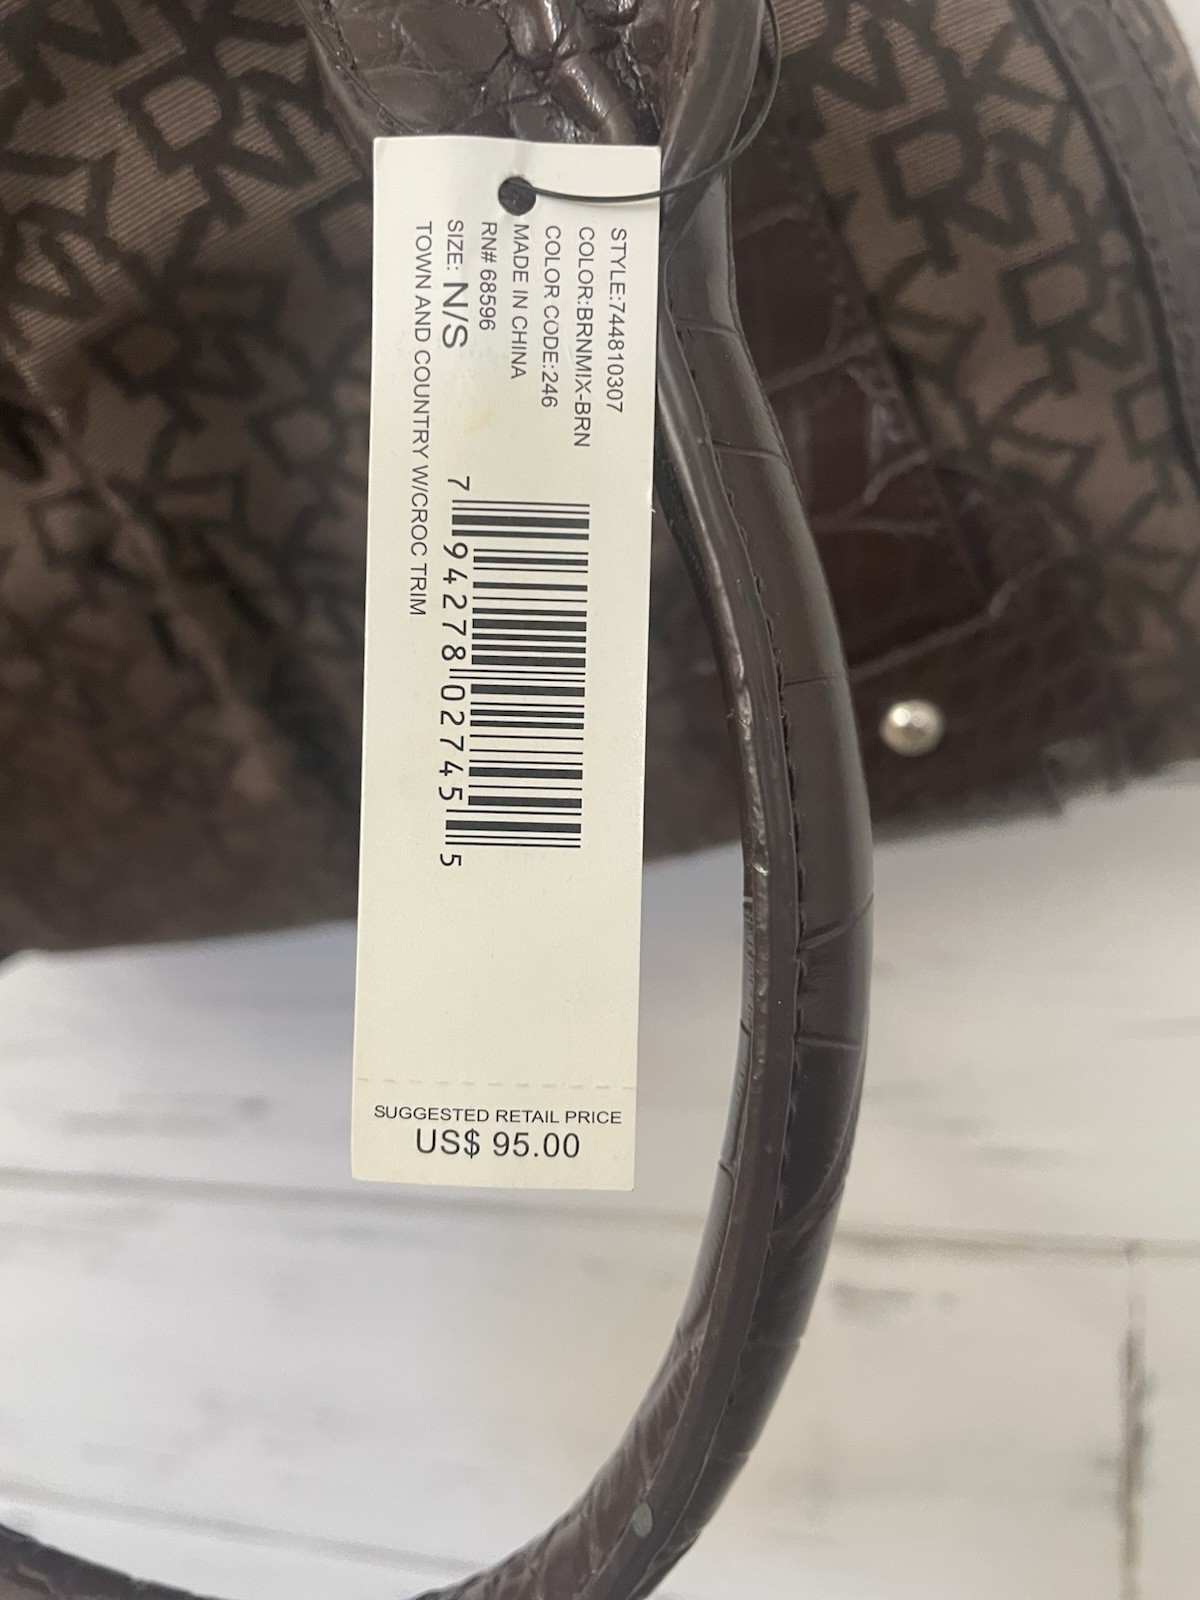 STYLE:744810307
COLOR:BRNMIX-BRN
COLOR CODE:246
MADE IN CHINA
RN# 68596
SIZE: N/S
TOWN AND COUNTRY W/CROC TRIM
7 94278 02745 5
SUGGESTED RETAIL PRICE
US$ 95.00